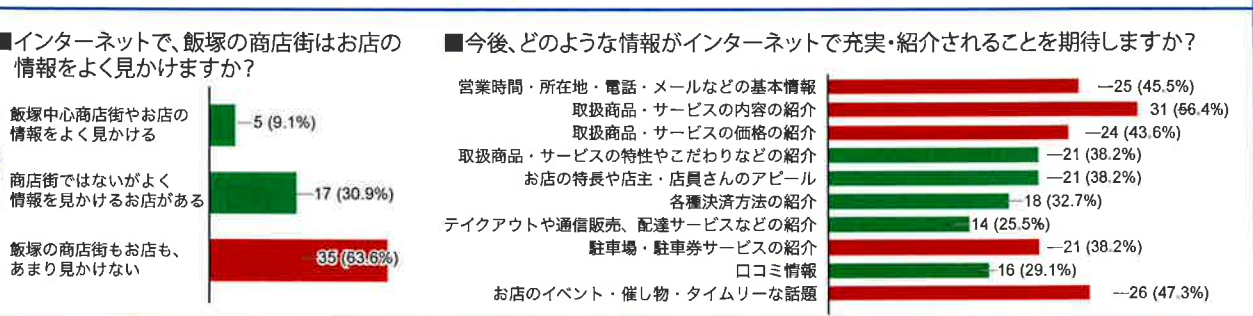 ■インターネットで、飯塚の商店街はお店の
情報をよく見かけますか?
飯塚中心商店街やお店の
情報をよく見かける
5 (9.1%)
商店街ではないがよく
情報を見かけるお店がある
17 (30.9%)
飯塚の商店街もお店も、
あまり見かけない
35 (63.6%)
■今後、どのような情報がインターネットで充実・紹介されることを期待しますか?
営業時間・所在地・電話・メールなどの基本情報 25 (45.5%)
取扱商品・サービスの内容の紹介 31 (56.4%)
取扱商品・サービスの価格の紹介 24 (43.6%)
取扱商品・サービスの特性やこだわりなどの紹介 21 (38.2%)
お店の特長や店主・店員さんのアピール 21 (38.2%)
各種決済方法の紹介 18 (32.7%)
テイクアウトや通信販売、配達サービスなどの紹介 14 (25.5%)
駐車場・駐車券サービスの紹介 21 (38.2%)
口コミ情報 16 (29.1%)
お店のイベント・催し物・タイムリーな話題 26 (47.3%)